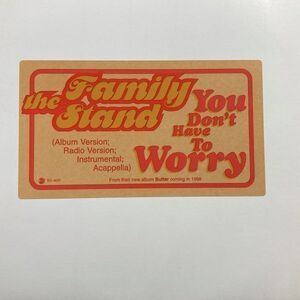 the Family
Stand
You
Don't
Have
To
Worry
(Album Version;
Radio Version;
Instrumental;
Acappella)
From their new album Butter coming in 1998